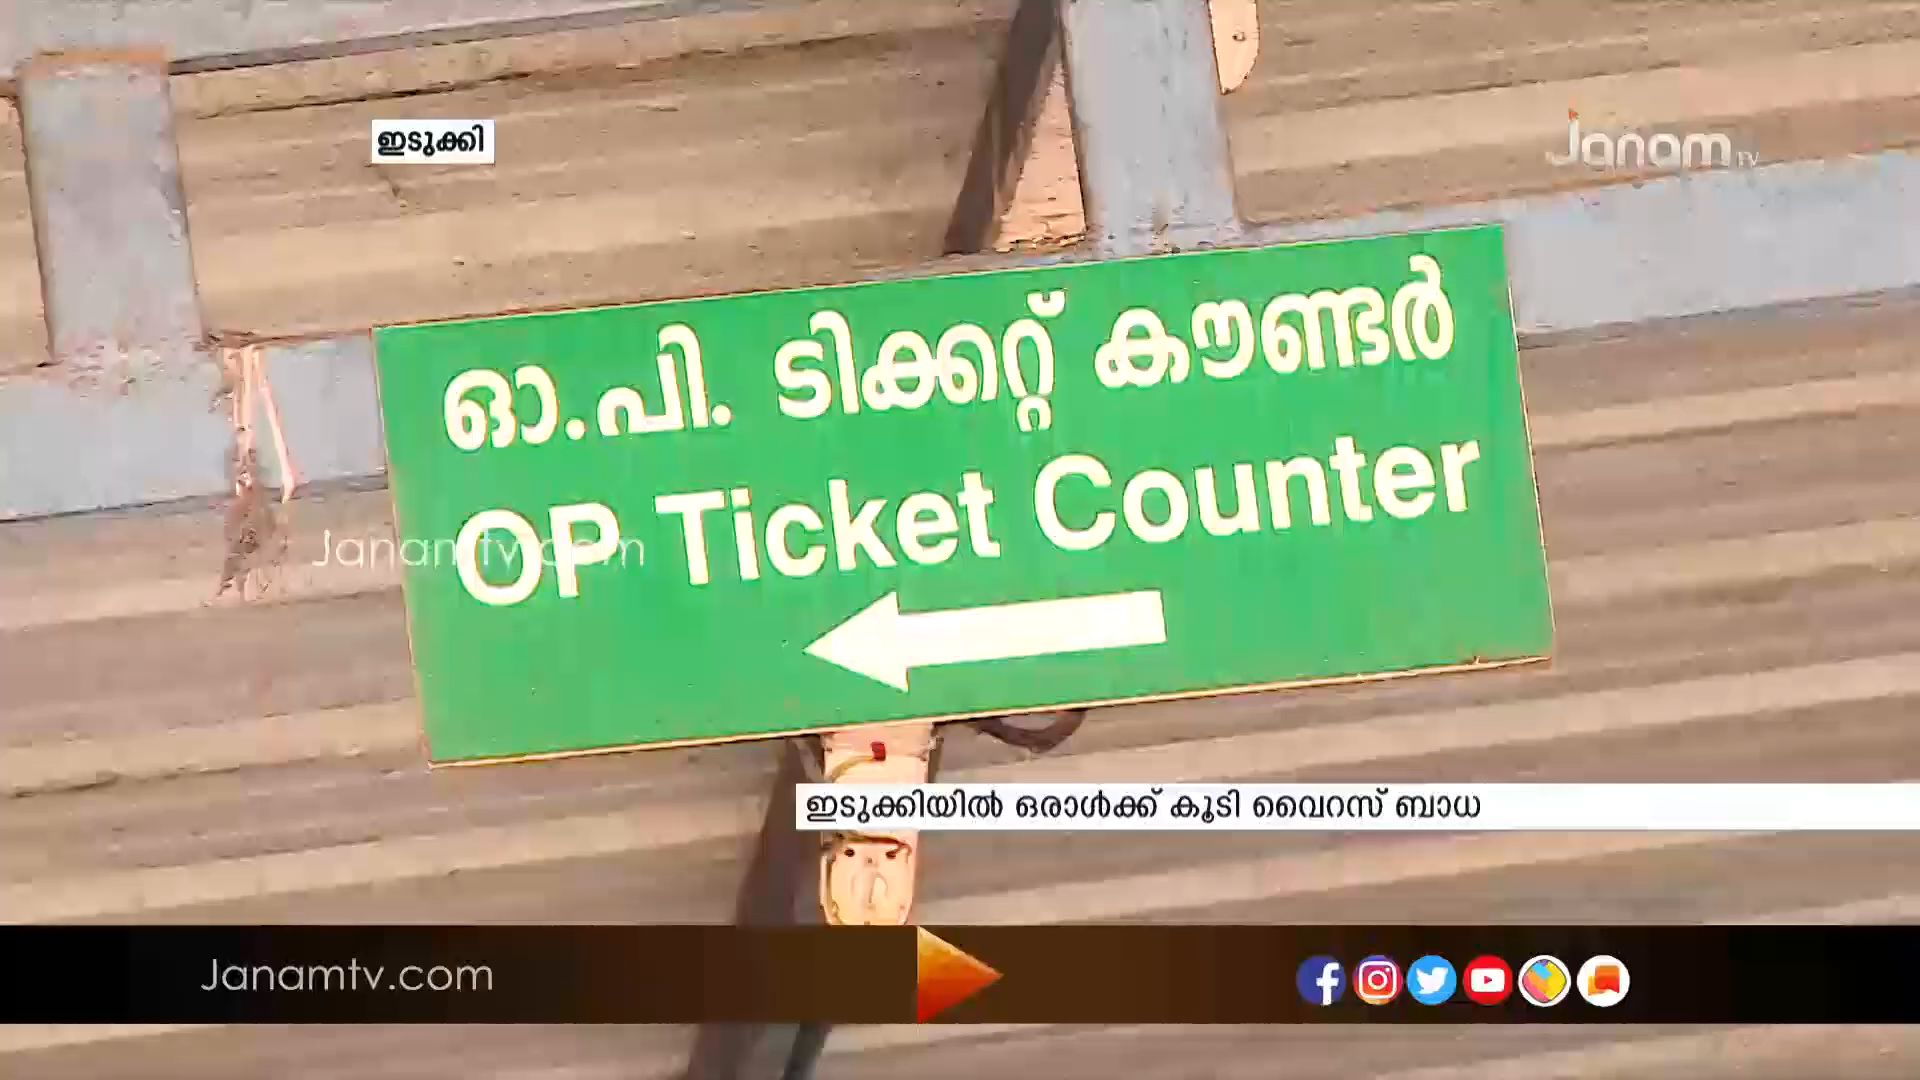 ഇടുക്കി
Janam TV
ഓ.പി. ടിക്കറ്റ് കൗണ്ടർ
OP Ticket Counter
Janamtv.com
ഇടുക്കിയിൽ ഒരാൾക്ക് കൂടി വൈറസ് ബാധ
Janamtv.com